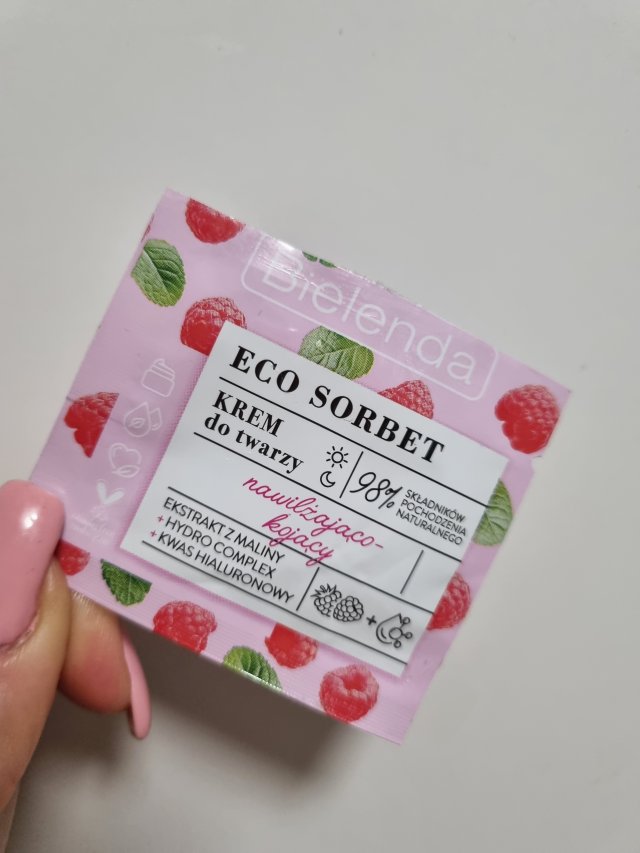 Bielenda
ECO SORBET
KREM
do twarzy
98%
SKŁADNIKÓW
POCHODZENIA
NATURALNEGO
nawilżająco-
kojący
EKSTRAKT Z MALINY
+ HYDRO COMPLEX
+ KWAS HIALURONOWY
+